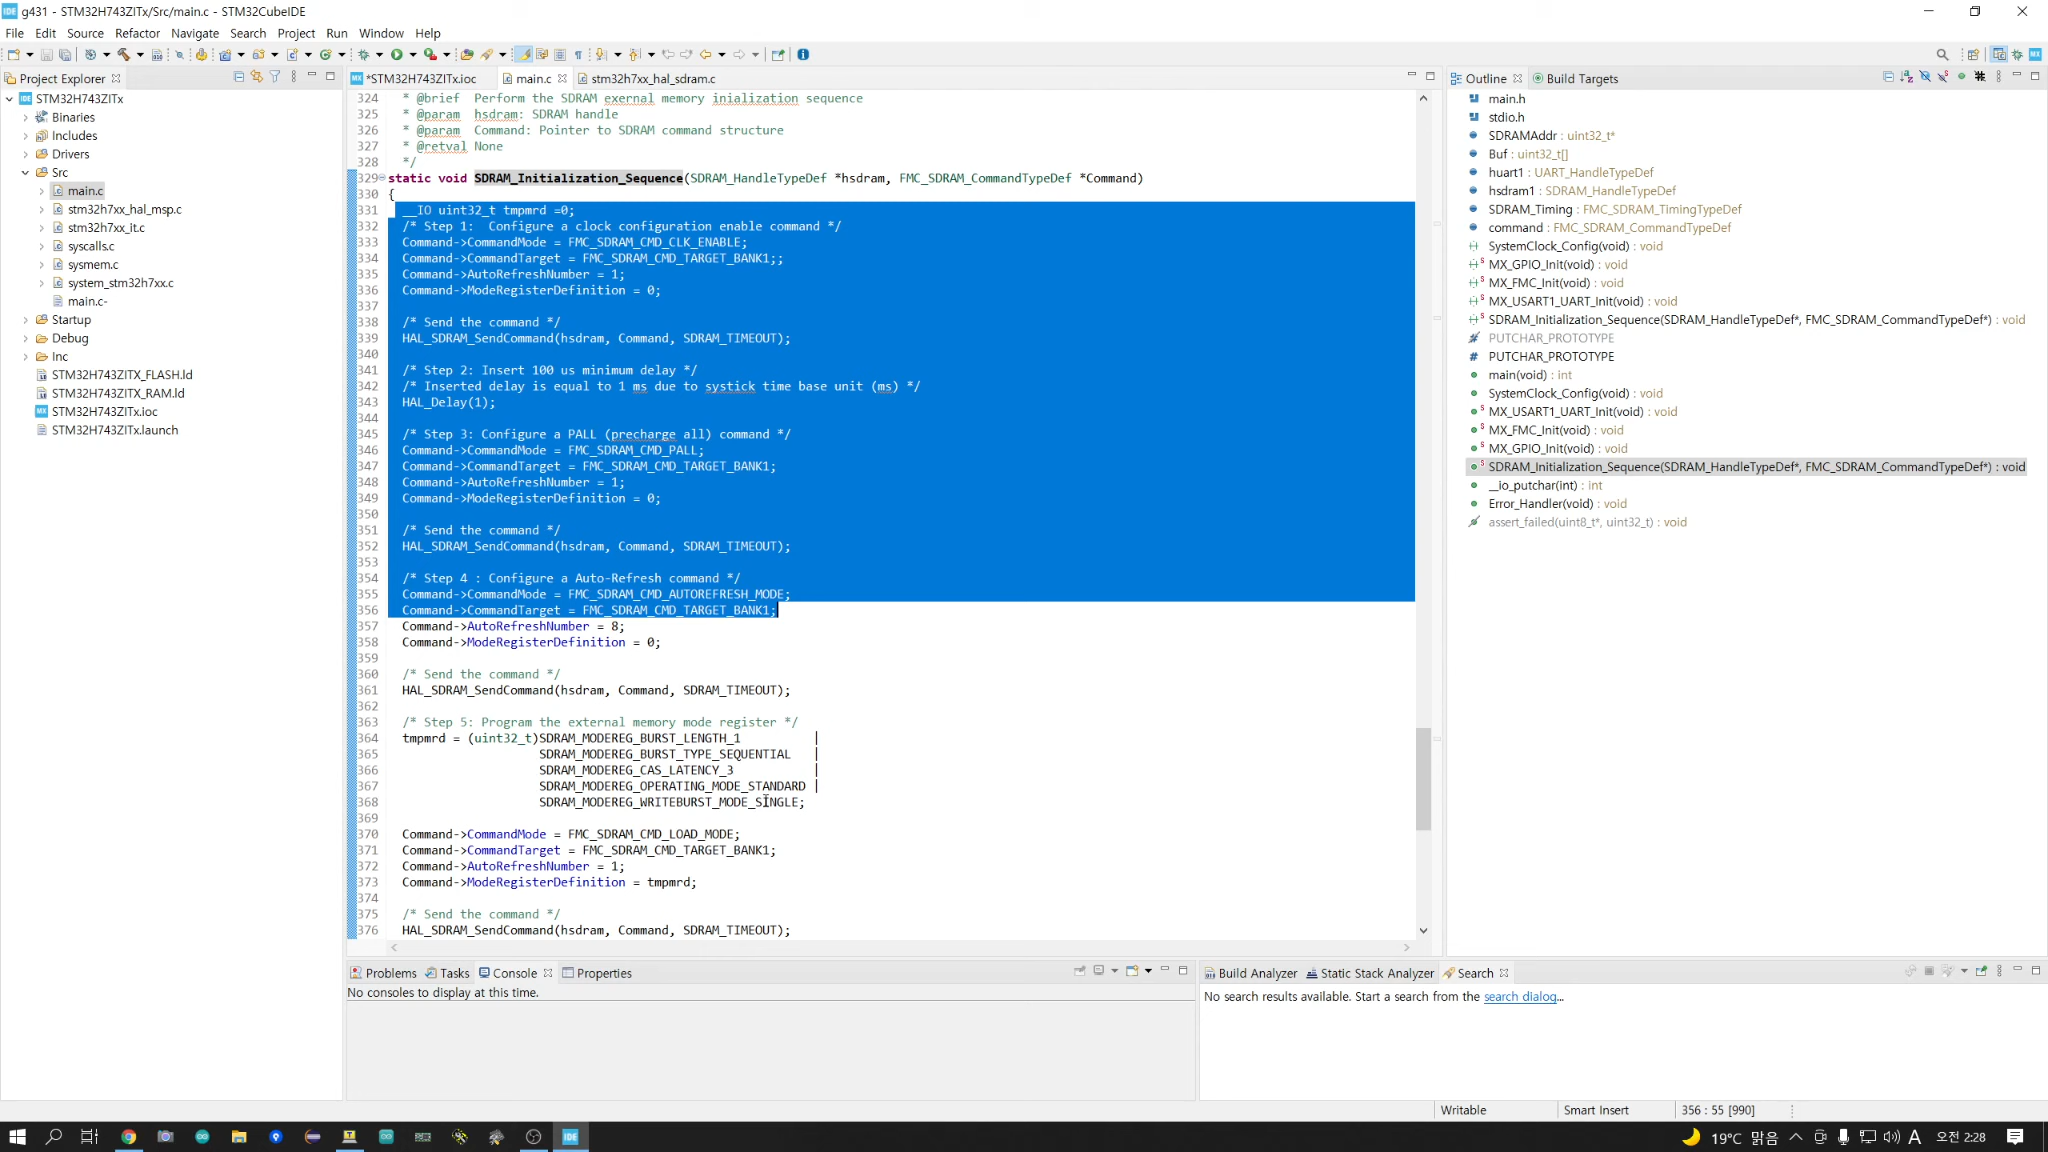 g431 - STM32H743ZITx/Src/main.c - STM32CubeIDE
File Edit Source Refactor Navigate Search Project Run Window Help
Project Explorer
STM32H743ZITx
Binaries
Includes
Drivers
Src
main.c
stm32h7xx_hal_msp.c
stm32h7xx_it.c
syscalls.c
sysmem.c
system_stm32h7xx.c
main.c-
Startup
Debug
Inc
STM32H743ZITX_FLASH.ld
STM32H743ZITX_RAM.ld
STM32H743ZITx.ioc
STM32H743ZITx.launch
*STM32H743ZITx.ioc main.c stm32h7xx_hal_sdram.c
324 * @brief Perform the SDRAM exernal memory inialization sequence
325 * @param hsdram: SDRAM handle
326 * @param Command: Pointer to SDRAM command structure
327 * @retval None
328 */
329 static void SDRAM_Initialization_Sequence(SDRAM_HandleTypeDef *hsdram, FMC_SDRAM_CommandTypeDef *Command)
330 {
331 __IO uint32_t tmpmrd =0;
332 /* Step 1: Configure a clock configuration enable command */
333 Command->CommandMode = FMC_SDRAM_CMD_CLK_ENABLE;
334 Command->CommandTarget = FMC_SDRAM_CMD_TARGET_BANK1;;
335 Command->AutoRefreshNumber = 1;
336 Command->ModeRegisterDefinition = 0;
337
338 /* Send the command */
339 HAL_SDRAM_SendCommand(hsdram, Command, SDRAM_TIMEOUT);
340
341 /* Step 2: Insert 100 us minimum delay */
342 /* Inserted delay is equal to 1 ms due to systick time base unit (ms) */
343 HAL_Delay(1);
344
345 /* Step 3: Configure a PALL (precharge all) command */
346 Command->CommandMode = FMC_SDRAM_CMD_PALL;
347 Command->CommandTarget = FMC_SDRAM_CMD_TARGET_BANK1;
348 Command->AutoRefreshNumber = 1;
349 Command->ModeRegisterDefinition = 0;
350
351 /* Send the command */
352 HAL_SDRAM_SendCommand(hsdram, Command, SDRAM_TIMEOUT);
353
354 /* Step 4 : Configure a Auto-Refresh command */
355 Command->CommandMode = FMC_SDRAM_CMD_AUTOREFRESH_MODE;
356 Command->CommandTarget = FMC_SDRAM_CMD_TARGET_BANK1;
357 Command->AutoRefreshNumber = 8;
358 Command->ModeRegisterDefinition = 0;
359
360 /* Send the command */
361 HAL_SDRAM_SendCommand(hsdram, Command, SDRAM_TIMEOUT);
362
363 /* Step 5: Program the external memory mode register */
364 tmpmrd = (uint32_t)SDRAM_MODEREG_BURST_LENGTH_1 |
365 SDRAM_MODEREG_BURST_TYPE_SEQUENTIAL |
366 SDRAM_MODEREG_CAS_LATENCY_3 |
367 SDRAM_MODEREG_OPERATING_MODE_STANDARD |
368 SDRAM_MODEREG_WRITEBURST_MODE_SINGLE;
369
370 Command->CommandMode = FMC_SDRAM_CMD_LOAD_MODE;
371 Command->CommandTarget = FMC_SDRAM_CMD_TARGET_BANK1;
372 Command->AutoRefreshNumber = 1;
373 Command->ModeRegisterDefinition = tmpmrd;
374
375 /* Send the command */
376 HAL_SDRAM_SendCommand(hsdram, Command, SDRAM_TIMEOUT);
Outline Build Targets
main.h
stdio.h
SDRAMAddr : uint32_t*
Buf : uint32_t[]
huart1 : UART_HandleTypeDef
hsdram1 : SDRAM_HandleTypeDef
SDRAM_Timing : FMC_SDRAM_TimingTypeDef
command : FMC_SDRAM_CommandTypeDef
SystemClock_Config(void) : void
MX_GPIO_Init(void) : void
MX_FMC_Init(void) : void
MX_USART1_UART_Init(void) : void
SDRAM_Initialization_Sequence(SDRAM_HandleTypeDef*, FMC_SDRAM_CommandTypeDef*) : void
PUTCHAR_PROTOTYPE
PUTCHAR_PROTOTYPE
main(void) : int
SystemClock_Config(void) : void
MX_USART1_UART_Init(void) : void
MX_FMC_Init(void) : void
MX_GPIO_Init(void) : void
SDRAM_Initialization_Sequence(SDRAM_HandleTypeDef*, FMC_SDRAM_CommandTypeDef*) : void
__io_putchar(int) : int
Error_Handler(void) : void
assert_failed(uint8_t*, uint32_t) : void
Problems Tasks Console Properties
No consoles to display at this time.
Build Analyzer Static Stack Analyzer Search
No search results available. Start a search from the search dialog...
Writable Smart Insert 356 : 55 [990]
19°C 맑음 A 오전 2:28